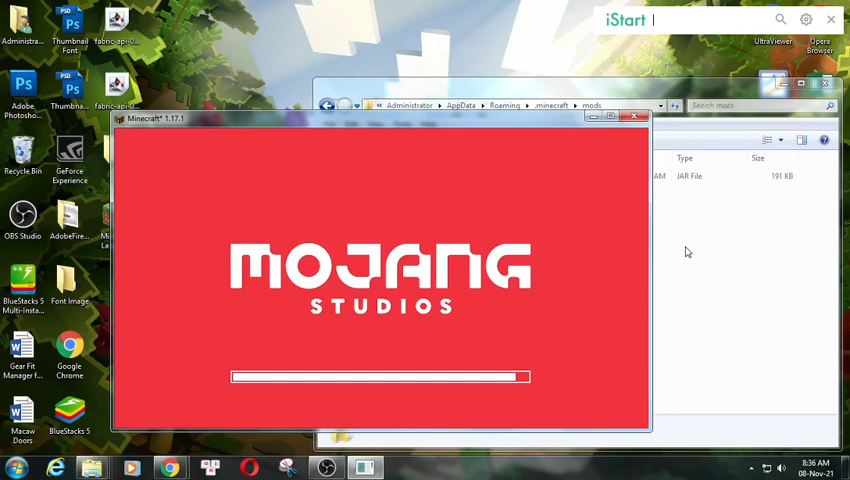 iStart
Administra...
Thumbnail
Font
fabric-api-0...
UltraViewer
Opera
Browser
Adobe
Photosho...
Thumbna...
fabric-api-0...
« Administrator ▸ AppData ▸ Roaming ▸ .minecraft ▸ mods
Search mods
Minecraft* 1.17.1
Type
Size
AM
JAR File
191 KB
Recycle Bin
GeForce
Experience
MOJANG
STUDIOS
OBS Studio
AdobeFire...
BlueStacks 5
Multi-Insta...
Font Image
Gear Fit
Manager f...
Google
Chrome
Macaw
Doors
BlueStacks 5
8:36 AM
08-Nov-21